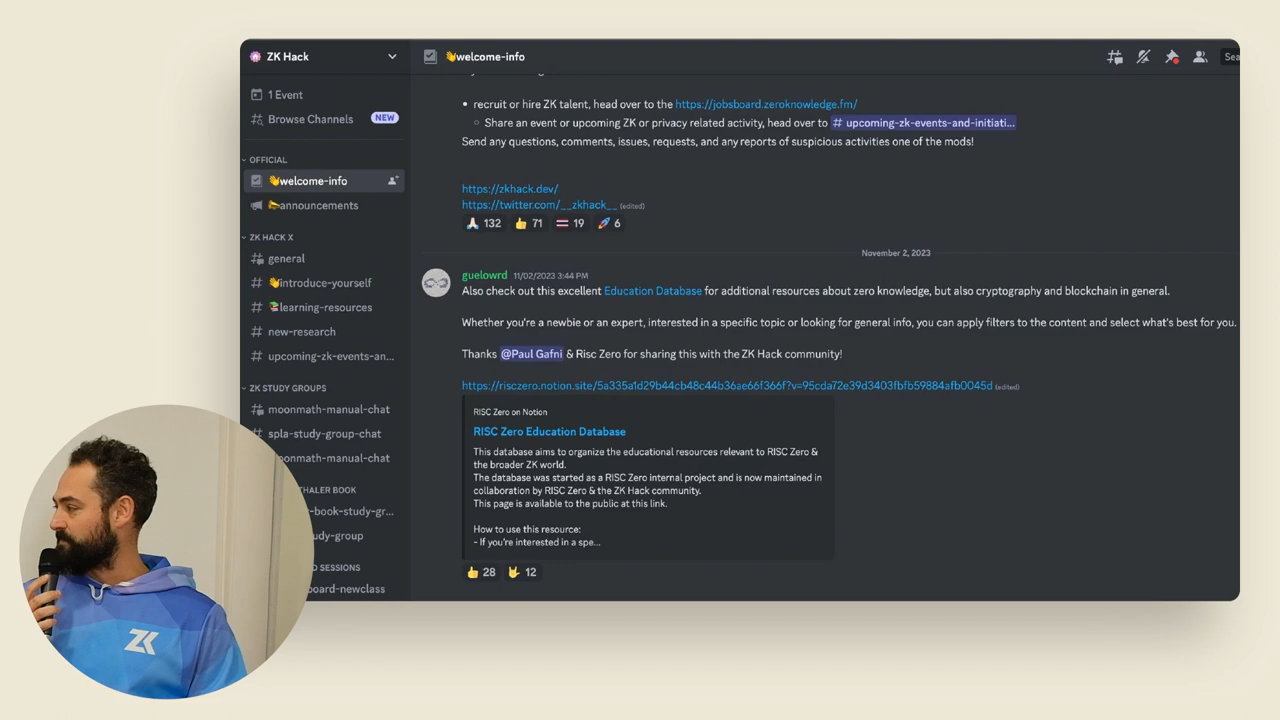 ZK Hack
1 Event
Browse Channels
NEW
OFFICIAL
welcome-info
announcements
ZK HACK X
general
introduce-yourself
learning-resources
new-research
upcoming-zk-events-an...
ZK STUDY GROUPS
moonmath-manual-chat
spla-study-group-chat
oonmath-manual-chat
THALER BOOK
-book-study-gr...
tudy-group
D SESSIONS
board-newclass
welcome-info
Sea
recruit or hire ZK talent, head over to the https://jobsboard.zeroknowledge.fm/
Share an event or upcoming ZK or privacy related activity, head over to # upcoming-zk-events-and-initiati...
Send any questions, comments, issues, requests, and any reports of suspicious activities one of the mods!
https://zkhack.dev/
https://twitter.com/__zkhack__ (edited)
132 71 19 6
November 2, 2023
guelowrd 11/02/2023 3:44 PM
Also check out this excellent Education Database for additional resources about zero knowledge, but also cryptography and blockchain in general.
Whether you're a newbie or an expert, interested in a specific topic or looking for general info, you can apply filters to the content and select what's best for you.
Thanks @Paul Gafni & Risc Zero for sharing this with the ZK Hack community!
https://risczero.notion.site/5a335a1d29b44cb48c44b36ae66f366f?v=95cda72e39d3403fbfb59884afb0045d (edited)
RISC Zero on Notion
RISC Zero Education Database
This database aims to organize the educational resources relevant to RISC Zero &
the broader ZK world.
The database was started as a RISC Zero internal project and is now maintained in
collaboration by RISC Zero & the ZK Hack community.
This page is available to the public at this link.
How to use this resource:
- If you're interested in a spe...
28 12
ZK